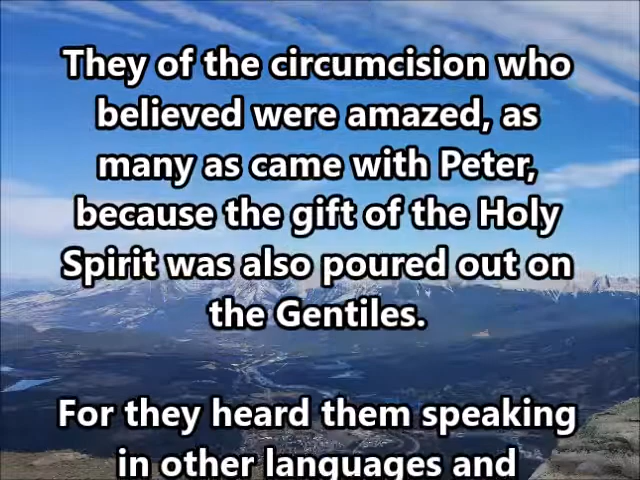 They of the circumcision who
believed were amazed, as
many as came with Peter,
because the gift of the Holy
Spirit was also poured out on
the Gentiles.
For they heard them speaking
in other languages and